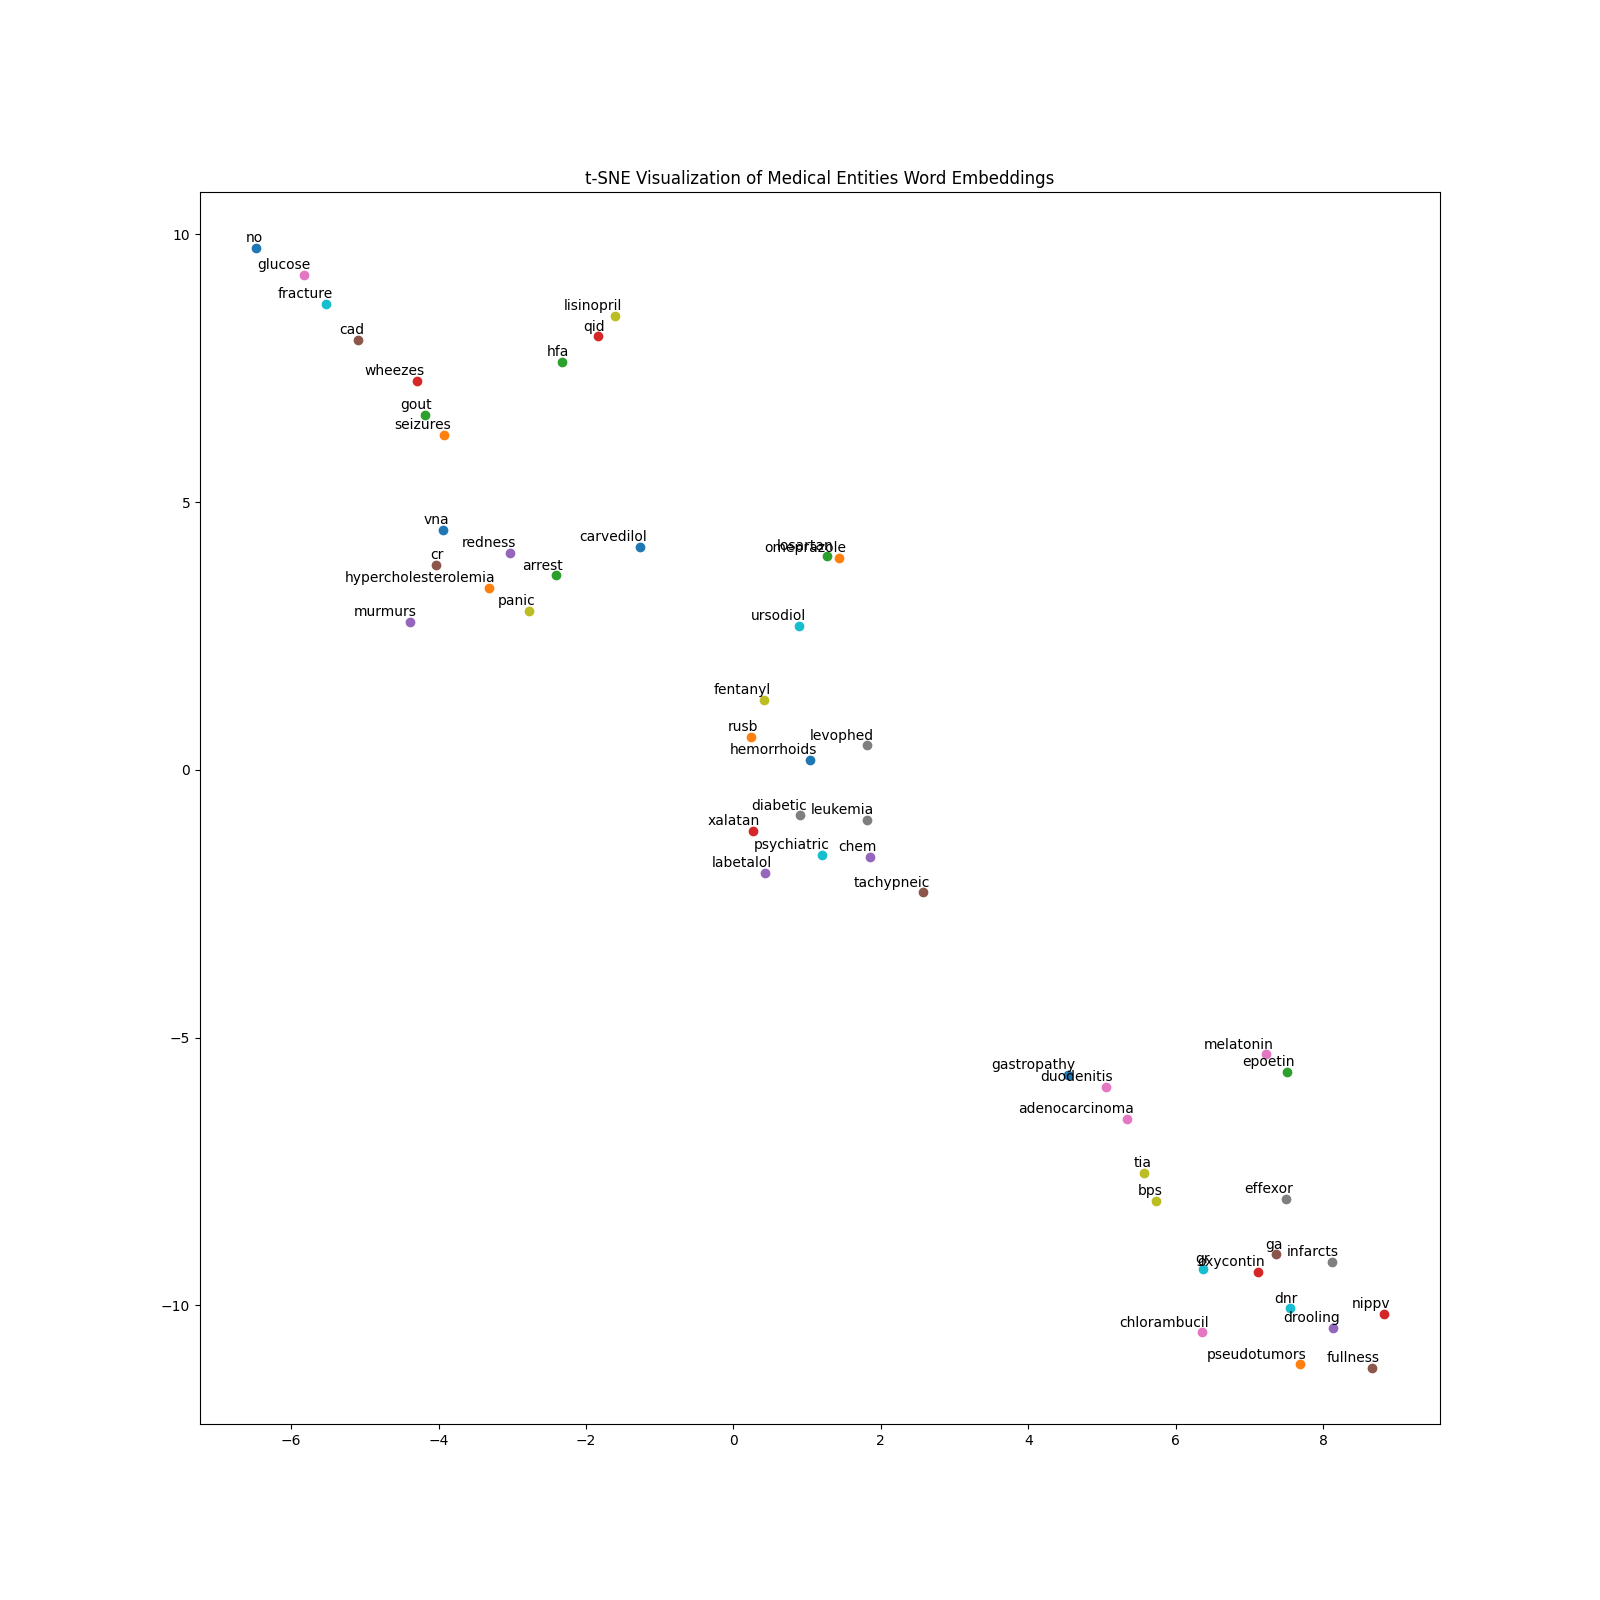 t-SNE Visualization of Medical Entities Word Embeddings
10
no
glucose
fracture
lisinopril
qid
cad
hfa
wheezes
gout
seizures
5
vna
carvedilol
redness
losartan
omeprazole
cr
arrest
hypercholesterolemia
panic
murmurs
ursodiol
fentanyl
rusb
levophed
hemorrhoids
0
diabetic
leukemia
xalatan
psychiatric
chem
labetalol
tachypneic
−5
melatonin
epoetin
gastropathy
duodenitis
adenocarcinoma
tia
bps
effexor
ga
infarcts
gr
oxycontin
−10
dnr
nippv
drooling
chlorambucil
pseudotumors
fullness
−6 −4 −2 0 2 4 6 8